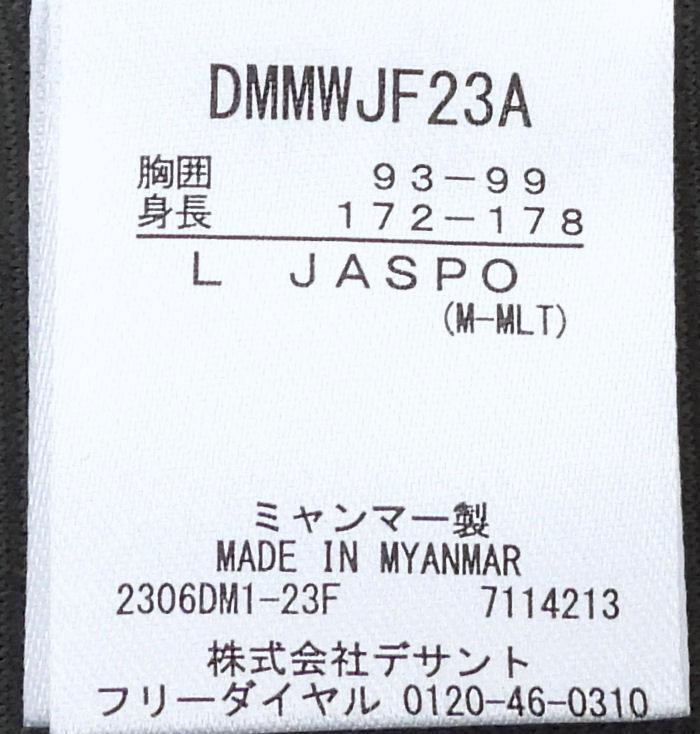 DMMWJF23A
胸囲 93-99
身長 172-178
L JASPO
(M-MLT)
ミャンマー製
MADE IN MYANMAR
2306DM1-23F 7114213
株式会社デサント
フリーダイヤル 0120-46-0310